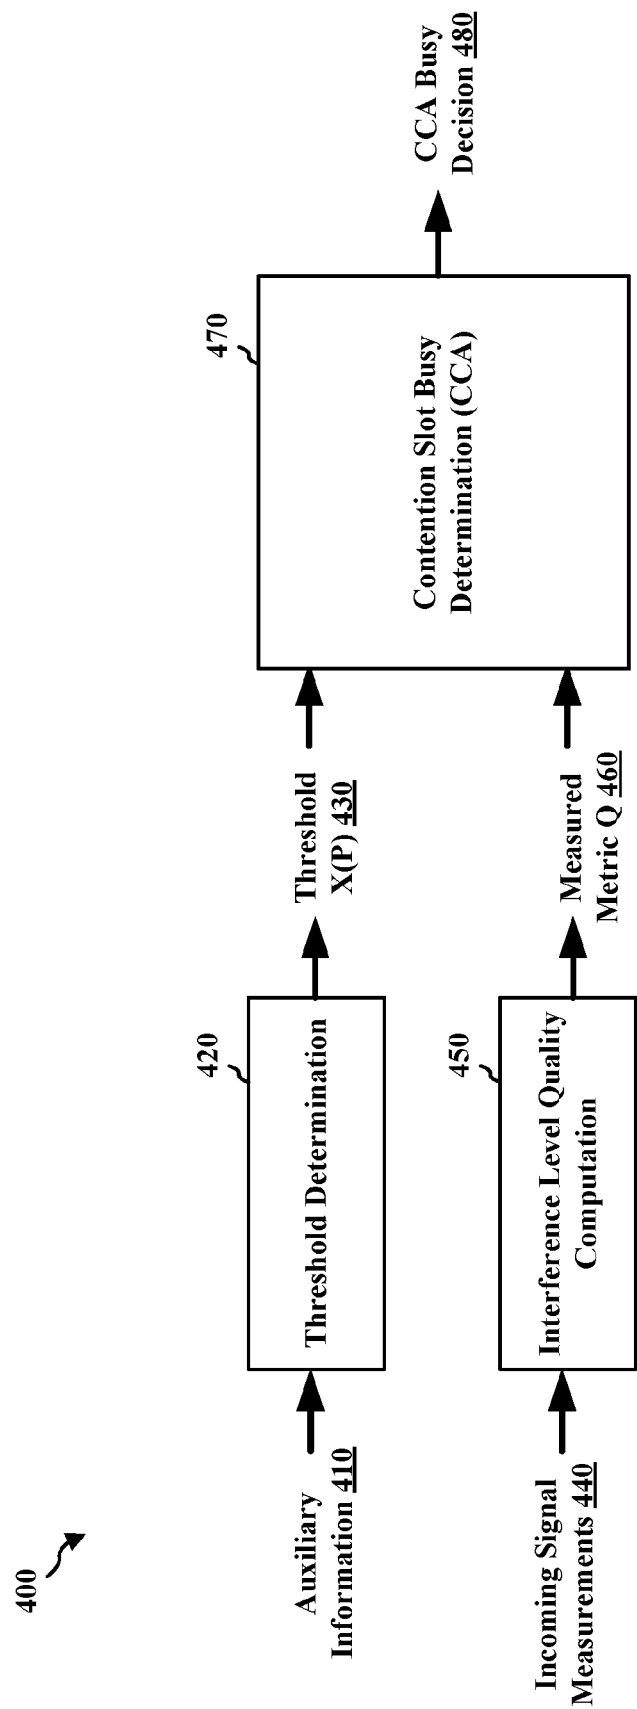 400
Auxiliary
Information 410
420
Threshold Determination
Threshold
X(P) 430
Incoming Signal
Measurements 440
450
Interference Level Quality
Computation
Measured
Metric Q 460
470
Contention Slot Busy
Determination (CCA)
CCA Busy
Decision 480